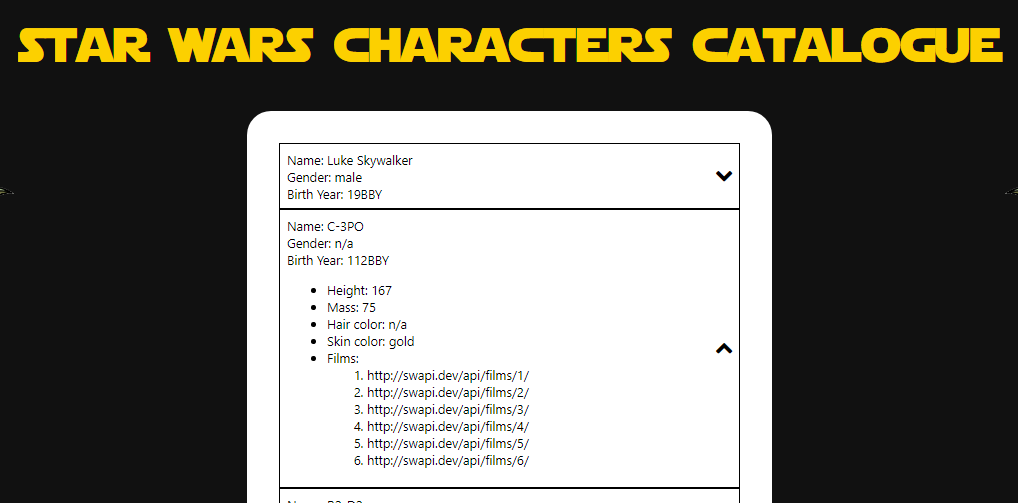 STAR WARS CHARACTERS CATALOGUE
Name: Luke Skywalker
Gender: male
Birth Year: 19BBY
Name: C-3PO
Gender: n/a
Birth Year: 112BBY
Height: 167
Mass: 75
Hair color: n/a
Skin color: gold
Films:
1. http://swapi.dev/api/films/1/
2. http://swapi.dev/api/films/2/
3. http://swapi.dev/api/films/3/
4. http://swapi.dev/api/films/4/
5. http://swapi.dev/api/films/5/
6. http://swapi.dev/api/films/6/